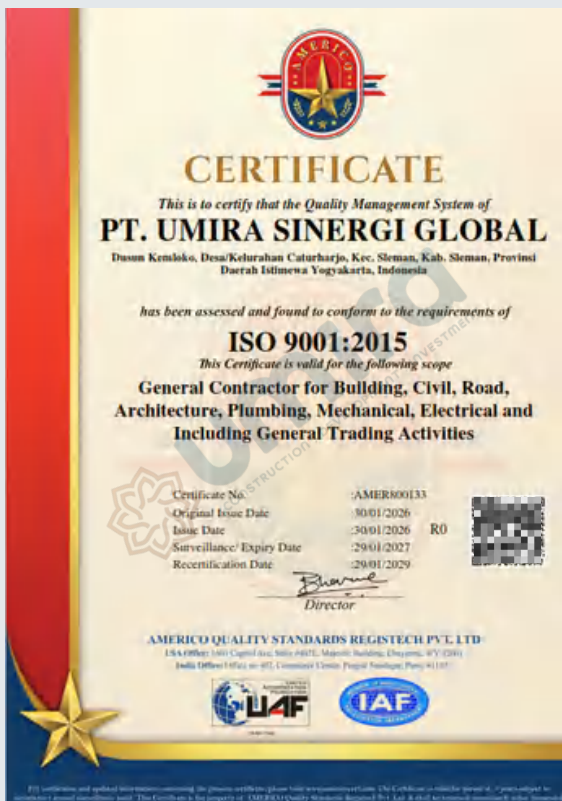 AMERICO
CERTIFICATE
This is to certify that the Quality Management System of
PT. UMIRA SINERGI GLOBAL
Dusun Kemloko, Desa/Kelurahan Caturharjo, Kec. Sleman, Kab. Sleman, Provinsi
Daerah Istimewa Yogyakarta, Indonesia
has been assessed and found to conform to the requirements of
ISO 9001:2015
This Certificate is valid for the following scope
General Contractor for Building, Civil, Road,
Architecture, Plumbing, Mechanical, Electrical and
Including General Trading Activities
umira
CONSTRUCTION INVESTMENT
Certificate No. :AMER800133
Original Issue Date :30/01/2026
Issue Date :30/01/2026 R0
Surveillance/ Expiry Date :29/01/2027
Recertification Date :29/01/2029
Director
AMERICO QUALITY STANDARDS REGISTECH PVT. LTD
USA Office:
India Office:
UAF
IAF